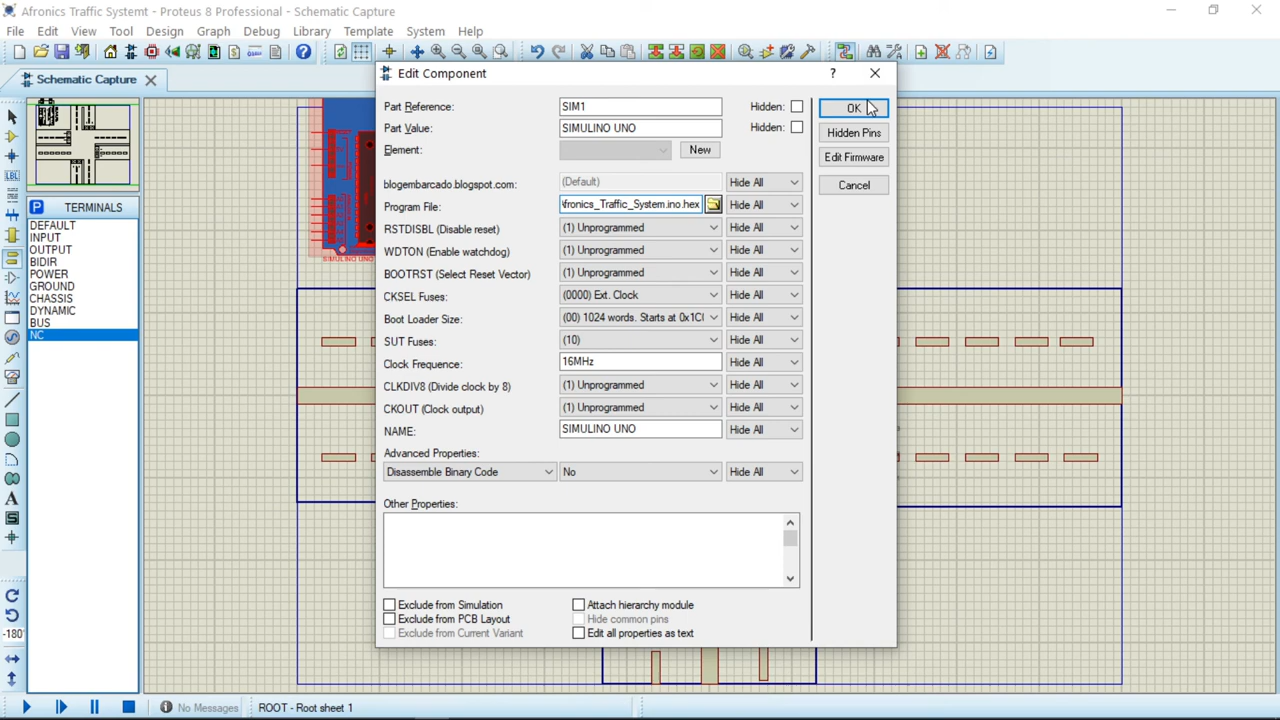 Afronics Traffic Systemt - Proteus 8 Professional - Schematic Capture
File Edit View Tool Design Graph Debug Library Template System Help
Schematic Capture
Edit Component
Part Reference: SIM1 Hidden:
Part Value: SIMULINO UNO Hidden:
Element: New
blogembarcado.blogspot.com: (Default) Hide All
Program File: fronics_Traffic_System.ino.hex Hide All
RSTDISBL (Disable reset) (1) Unprogrammed Hide All
WDTON (Enable watchdog) (1) Unprogrammed Hide All
BOOTRST (Select Reset Vector) (1) Unprogrammed Hide All
CKSEL Fuses: (0000) Ext. Clock Hide All
Boot Loader Size: (00) 1024 words. Starts at 0x1C Hide All
SUT Fuses: (10) Hide All
Clock Frequency: 16MHz Hide All
CLKDIV8 (Divide clock by 8) (1) Unprogrammed Hide All
CKOUT (Clock output) (1) Unprogrammed Hide All
NAME: SIMULINO UNO Hide All
Advanced Properties:
Disassemble Binary Code No Hide All
Other Properties:
Exclude from Simulation
Exclude from PCB Layout
Exclude from Current Variant
Attach hierarchy module
Hide common pins
Edit all properties as text
OK
Hidden Pins
Edit Firmware
Cancel
P TERMINALS
DEFAULT
INPUT
OUTPUT
BIDIR
POWER
GROUND
CHASSIS
DYNAMIC
BUS
NC
LBL
A
S
-180°
SIMULINO UNO
No Messages ROOT - Root sheet 1